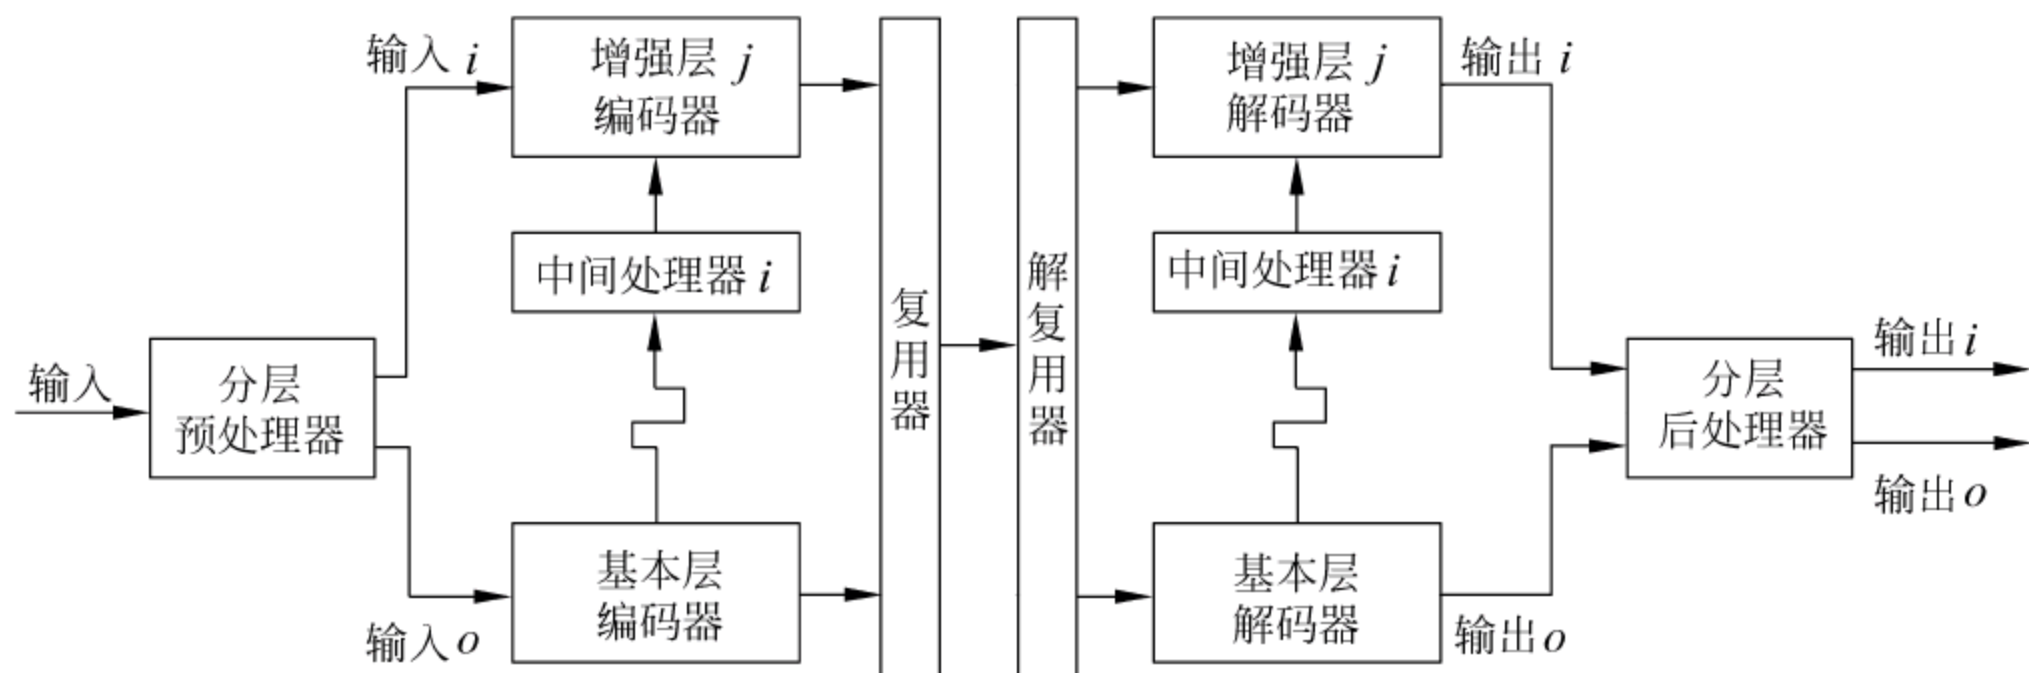 输入
分层
预处理器
输入 i
输入 o
增强层 j
编码器
中间处理器 i
基本层
编码器
复用器
解复用器
增强层 j
解码器
中间处理器 i
基本层
解码器
输出 i
输出 o
分层
后处理器
输出 i
输出 o